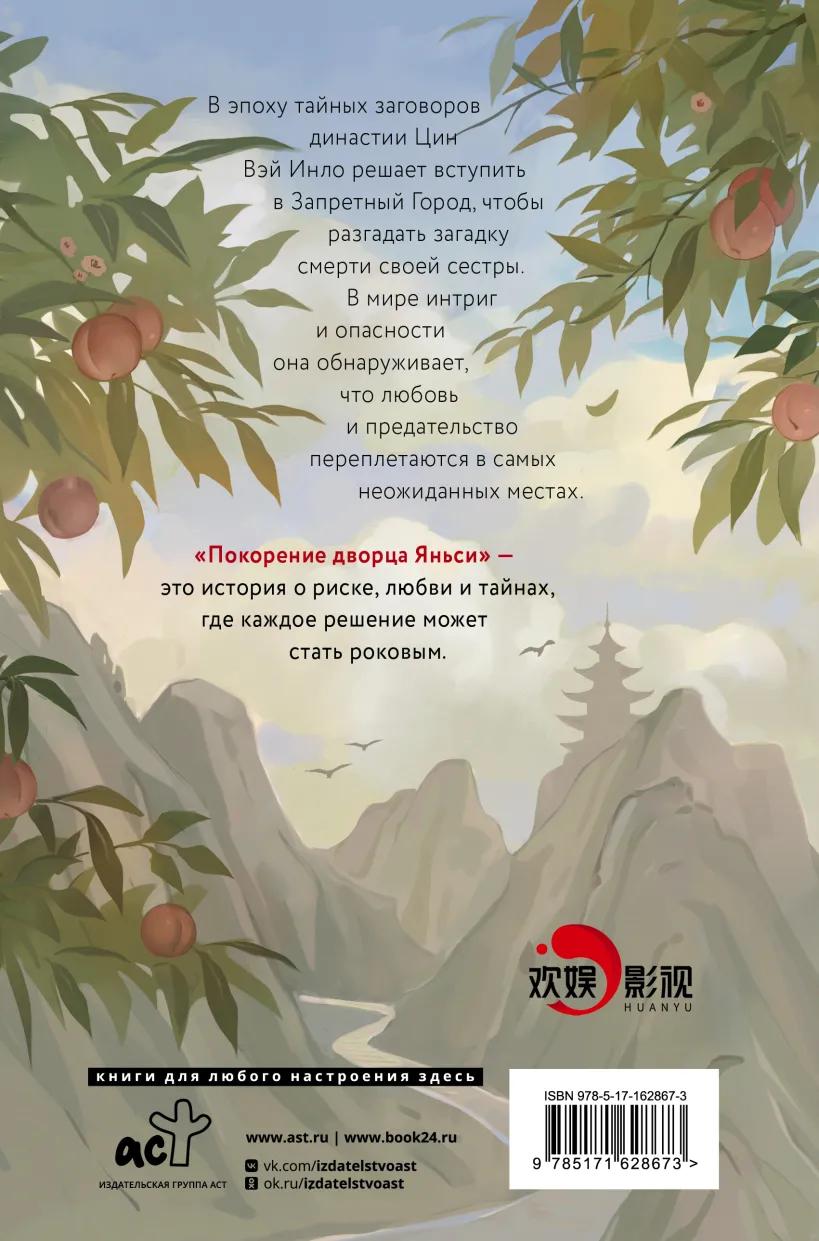 В эпоху тайных заговоров
династии Цин
Вэй Инло решает вступить
в Запретный Город, чтобы
разгадать загадку
смерти своей сестры.
В мире интриг
и опасности
она обнаруживает,
что любовь
и предательство
переплетаются в самых
неожиданных местах.
«Покорение дворца Яньси» —
это история о риске, любви и тайнах,
где каждое решение может
стать роковым.
欢娱影视
HUANYU
книги для любого настроения здесь
аст
ИЗДАТЕЛЬСКАЯ ГРУППА АСТ
www.ast.ru | www.book24.ru
vk.com/izdatelstvoast
ok.ru/izdatelstvoast
ISBN 978-5-17-162867-3
9 785171 628673 >